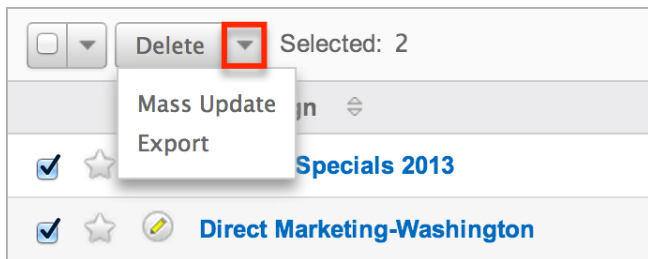 Delete Selected: 2
Mass Update
Export
Specials 2013
Direct Marketing-Washington